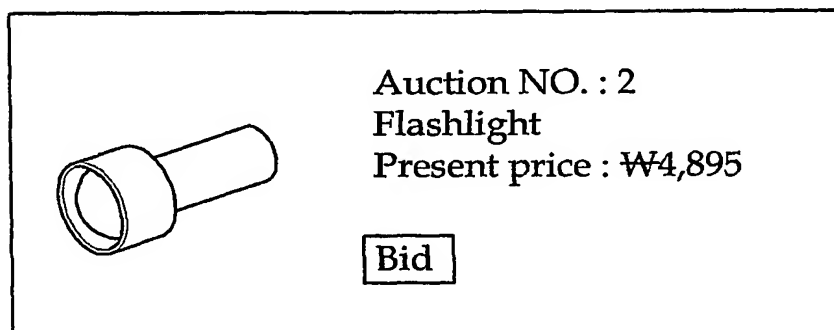 Auction NO. : 2
Flashlight
Present price : ₩4,895
Bid